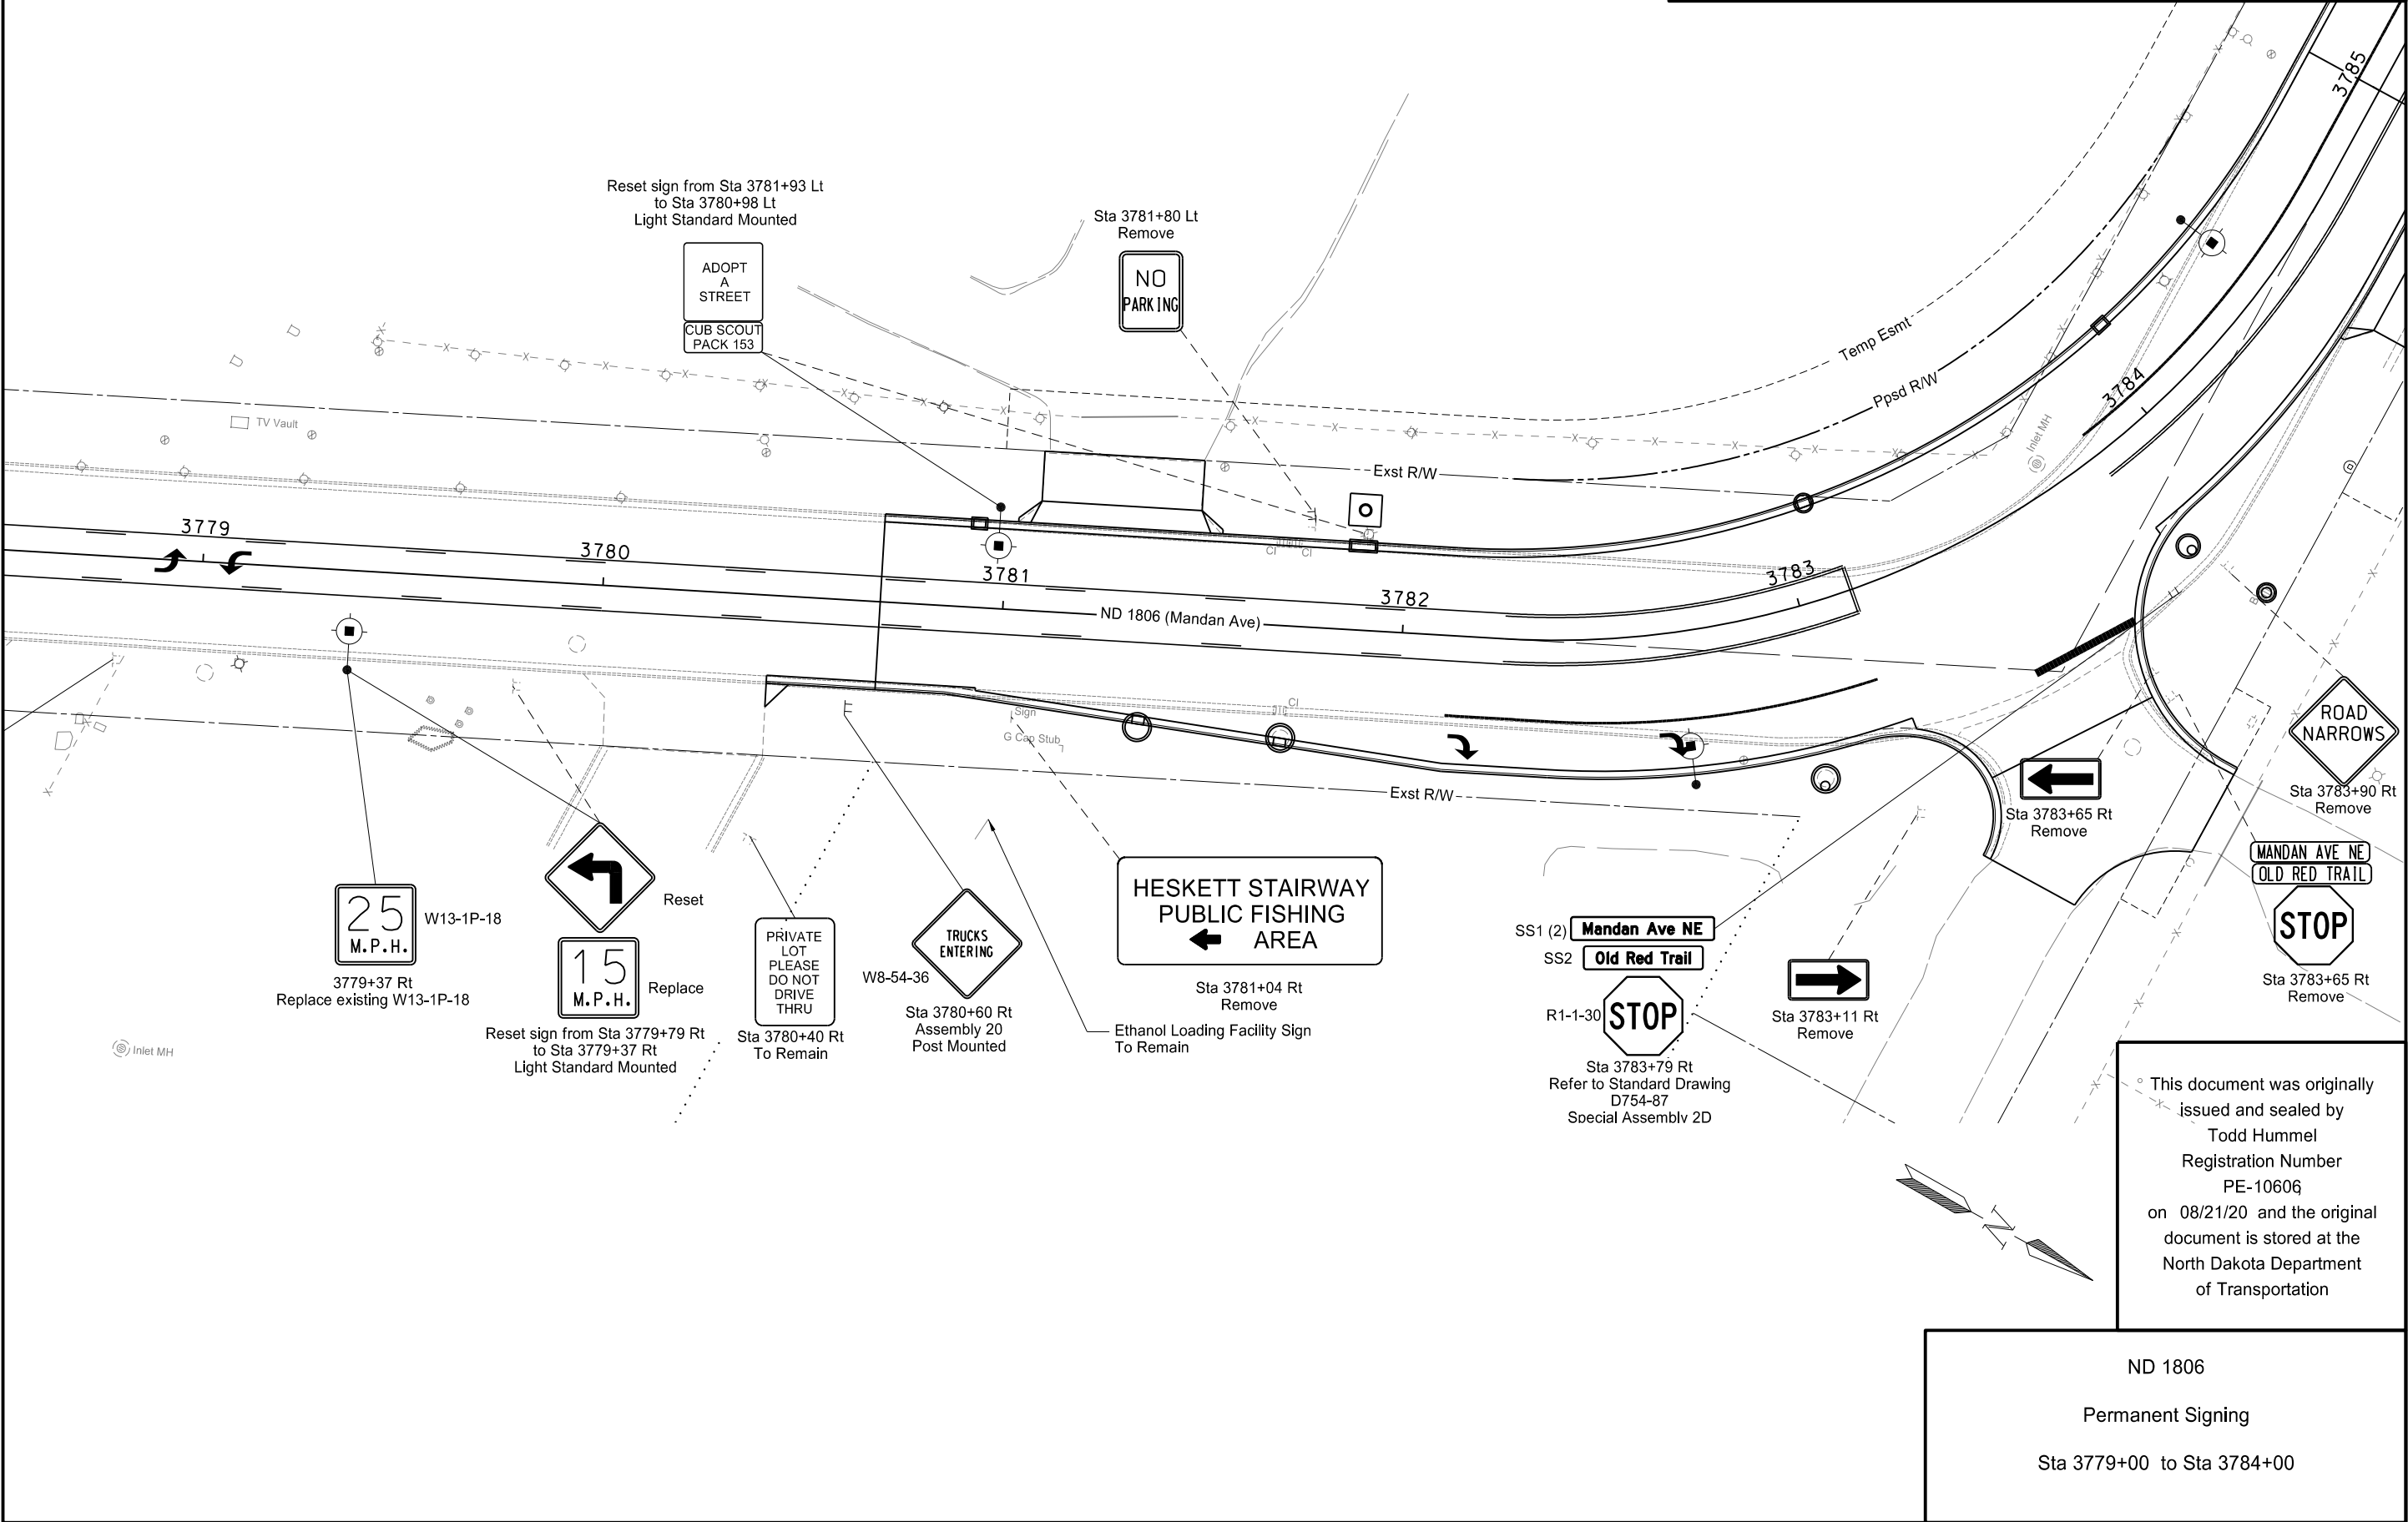 3785
Reset sign from Sta 3781+93 Lt
to Sta 3780+98 Lt
Light Standard Mounted
ADOPT
A
STREET
CUB SCOUT
PACK 153
Sta 3781+80 Lt
Remove
NO
PARKING
Temp Esmt
Ppsd R/W
3784
TV Vault
Inlet MH
Exst R/W
3779
3780
3781
3782
3783
CI
CI
ND 1806 (Mandan Ave)
Sign
G Cap Stub
CI
Exst R/W
25
M.P.H.
W13-1P-18
3779+37 Rt
Replace existing W13-1P-18
Reset
15
M.P.H.
Replace
Reset sign from Sta 3779+79 Rt
to Sta 3779+37 Rt
Light Standard Mounted
PRIVATE
LOT
PLEASE
DO NOT
DRIVE
THRU
Sta 3780+40 Rt
To Remain
TRUCKS
ENTERING
W8-54-36
Sta 3780+60 Rt
Assembly 20
Post Mounted
HESKETT STAIRWAY
PUBLIC FISHING
AREA
Sta 3781+04 Rt
Remove
Ethanol Loading Facility Sign
To Remain
SS1 (2)
Mandan Ave NE
SS2
Old Red Trail
R1-1-30
STOP
Sta 3783+79 Rt
Refer to Standard Drawing
D754-87
Special Assembly 2D
Sta 3783+11 Rt
Remove
Sta 3783+65 Rt
Remove
ROAD
NARROWS
Sta 3783+90 Rt
Remove
MANDAN AVE NE
OLD RED TRAIL
STOP
Sta 3783+65 Rt
Remove
Inlet MH
N
This document was originally
issued and sealed by
Todd Hummel
Registration Number
PE-10606,
on 08/21/20 and the original
document is stored at the
North Dakota Department
of Transportation
ND 1806
Permanent Signing
Sta 3779+00 to Sta 3784+00